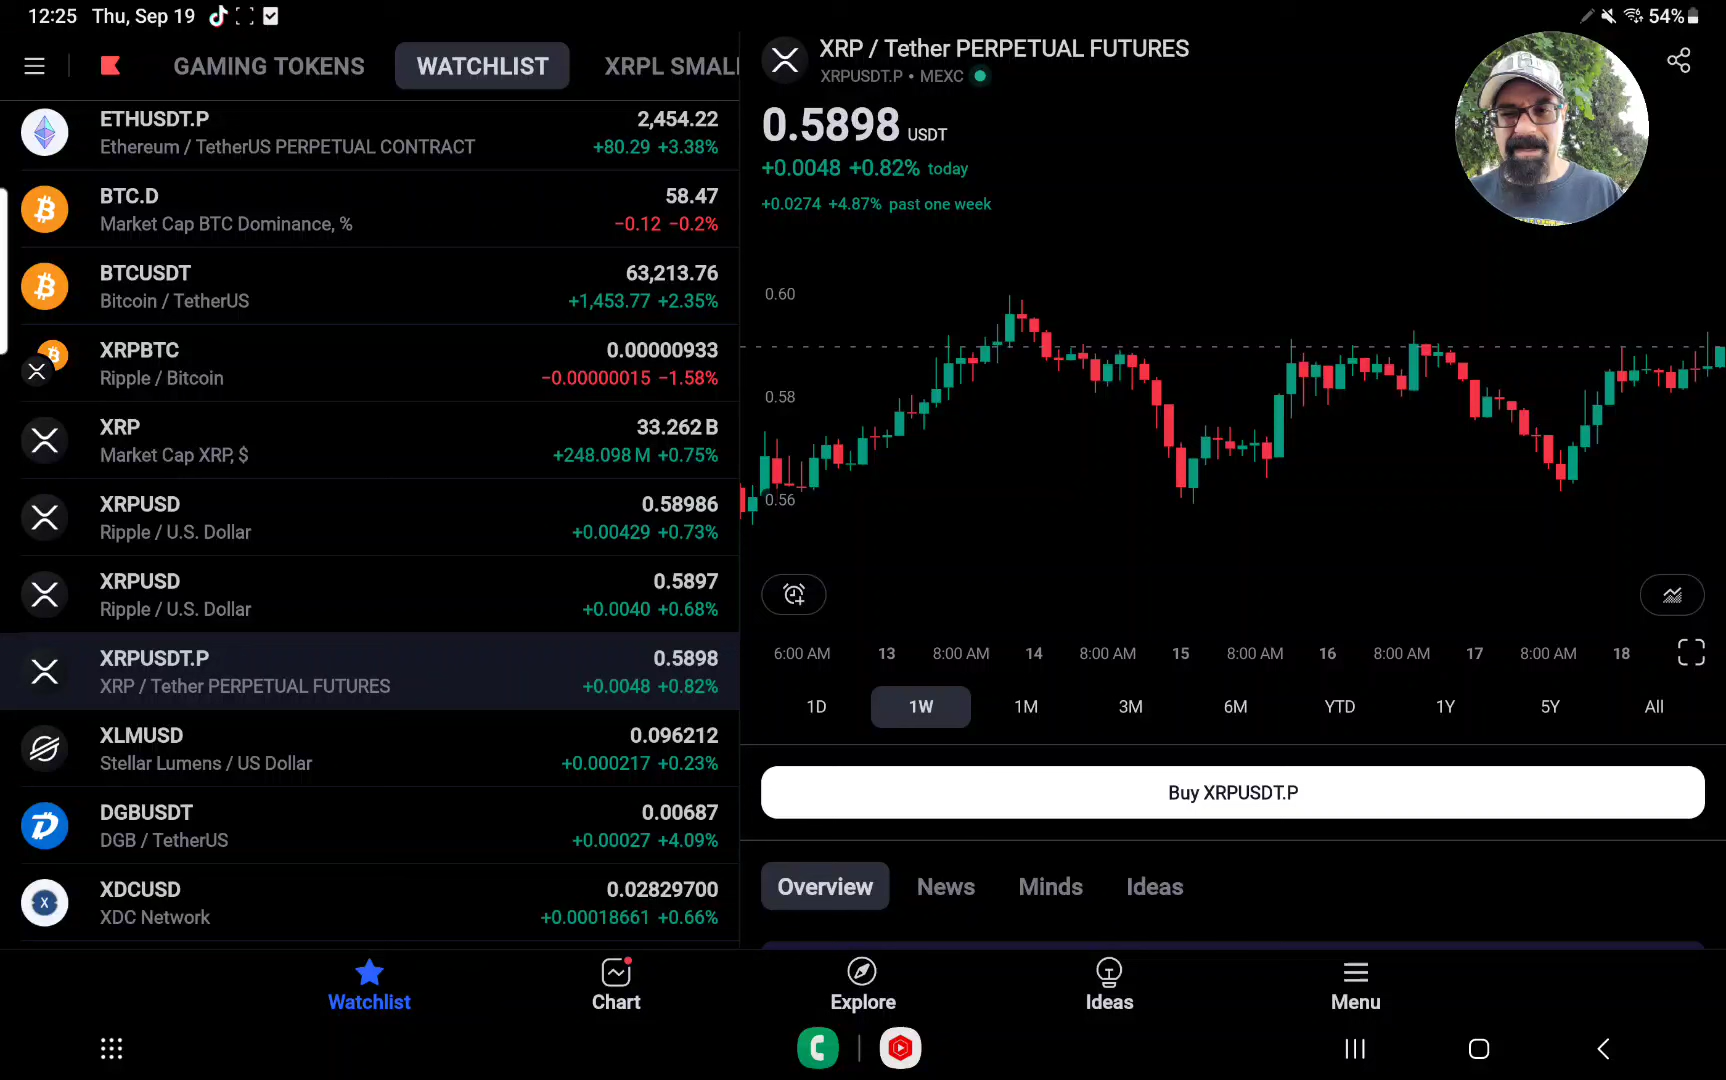 12:25 Thu, Sep 19
54%
GAMING TOKENS
WATCHLIST
XRPL SMAL
ETHUSDT.P 2,454.22
Ethereum / TetherUS PERPETUAL CONTRACT +80.29 +3.38%
BTC.D 58.47
Market Cap BTC Dominance, % −0.12 −0.2%
BTCUSDT 63,213.76
Bitcoin / TetherUS +1,453.77 +2.35%
XRPBTC 0.00000933
Ripple / Bitcoin −0.00000015 −1.58%
XRP 33.262 B
Market Cap XRP, $ +248.098 M +0.75%
XRPUSD 0.58986
Ripple / U.S. Dollar +0.00429 +0.73%
XRPUSD 0.5897
Ripple / U.S. Dollar +0.0040 +0.68%
XRPUSDT.P 0.5898
XRP / Tether PERPETUAL FUTURES +0.0048 +0.82%
XLMUSD 0.096212
Stellar Lumens / US Dollar +0.000217 +0.23%
DGBUSDT 0.00687
DGB / TetherUS +0.00027 +4.09%
XDCUSD 0.02829700
XDC Network +0.00018661 +0.66%
XRP / Tether PERPETUAL FUTURES
XRPUSDT.P • MEXC
0.5898 USDT
+0.0048 +0.82% today
+0.0274 +4.87% past one week
0.60
0.58
0.56
6:00 AM 13 8:00 AM 14 8:00 AM 15 8:00 AM 16 8:00 AM 17 8:00 AM 18
1D 1W 1M 3M 6M YTD 1Y 5Y All
Buy XRPUSDT.P
Overview News Minds Ideas
Watchlist Chart Explore Ideas Menu